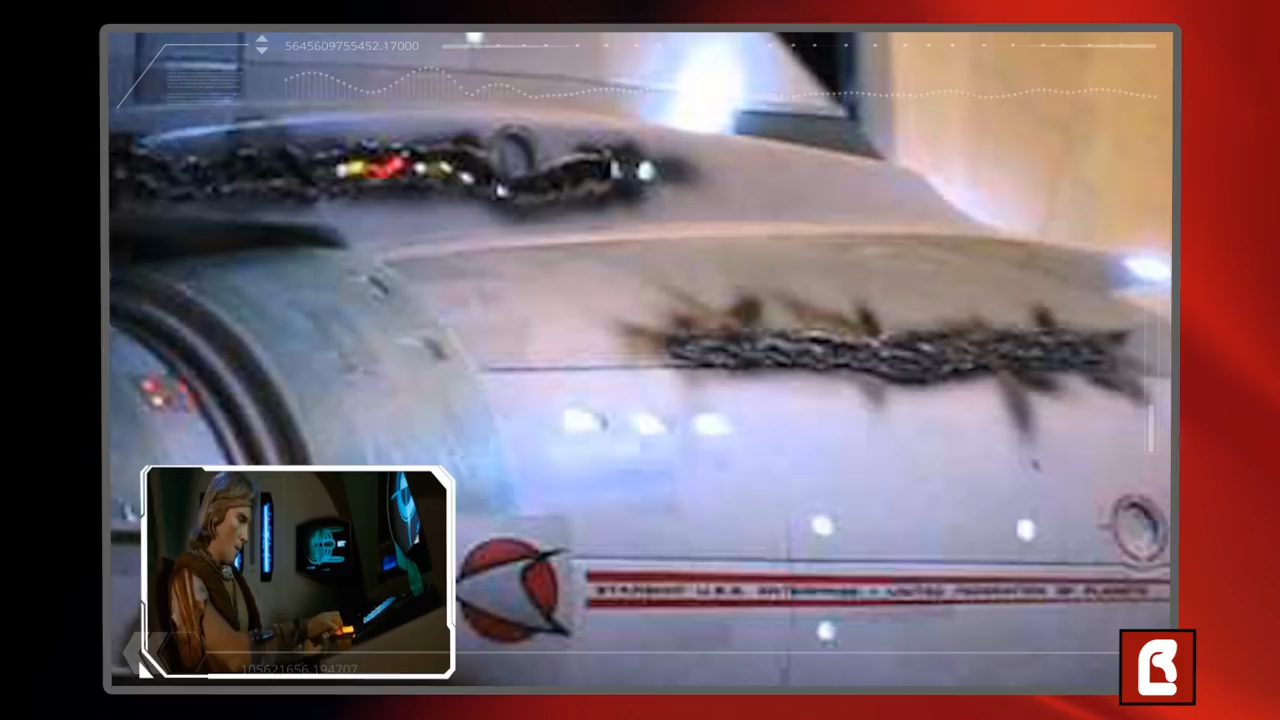 5645609755452.17000
STARSHIP U.S.S. ENTERPRISE • UNITED FEDERATION OF PLANETS
105621656.194707